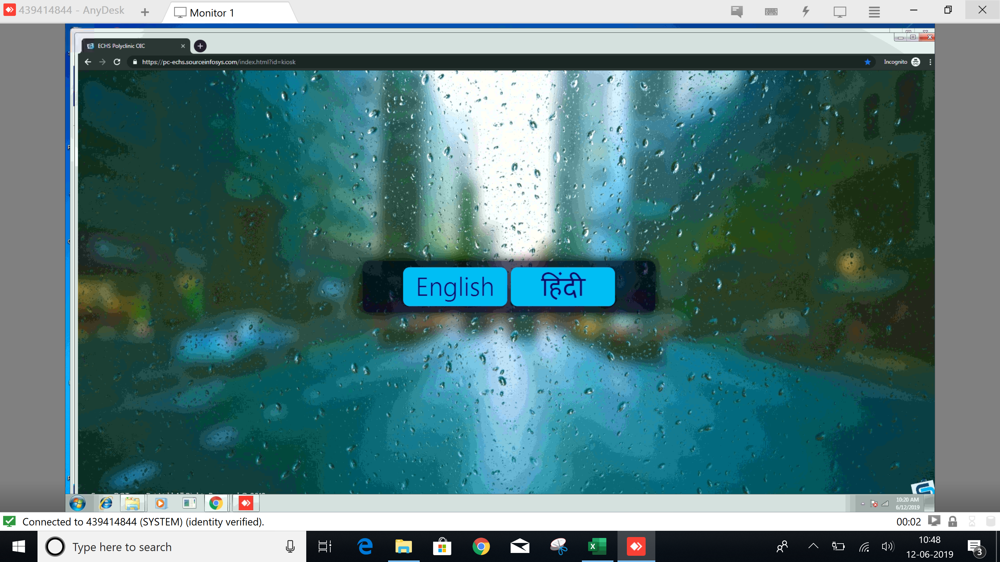 439414844 - AnyDesk
Monitor 1
ECHS Polyclinic OIC
https://pc-echs.sourceinfosys.com/index.html?id=kiosk
Incognito
English
हिंदी
10:20 AM
6/12/2019
Connected to 439414844 (SYSTEM) (identity verified).
00:02
Type here to search
10:48
12-06-2019
3